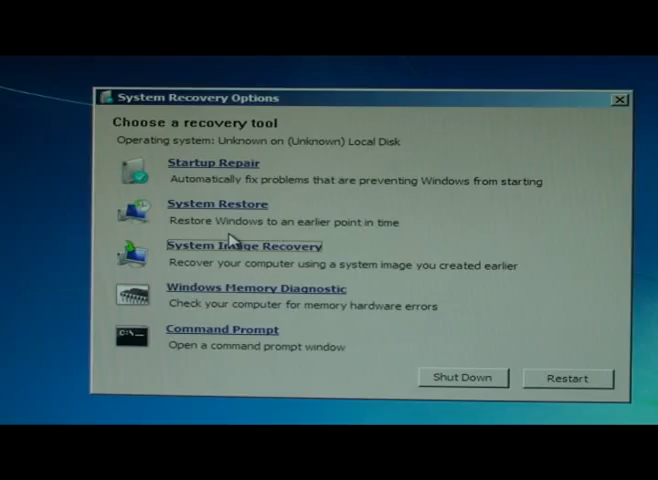 System Recovery Options
Choose a recovery tool
Operating system: Unknown on (Unknown) Local Disk
Startup Repair
Automatically fix problems that are preventing Windows from starting
System Restore
Restore Windows to an earlier point in time
System Image Recovery
Recover your computer using a system image you created earlier
Windows Memory Diagnostic
Check your computer for memory hardware errors
C:\_
Command Prompt
Open a command prompt window
Shut Down
Restart